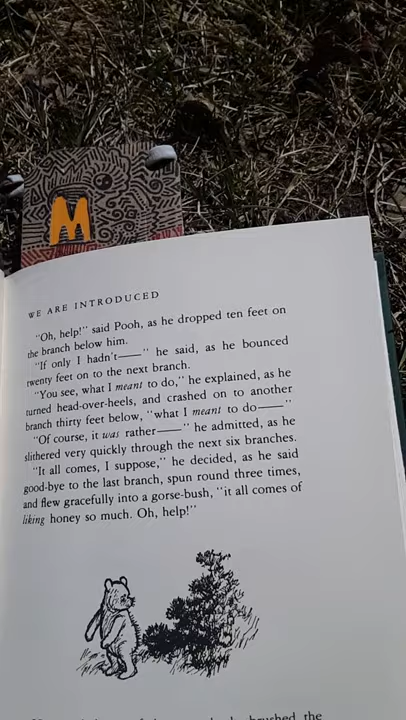 M
WE ARE INTRODUCED
"Oh, help!" said Pooh, as he dropped ten feet on
the branch below him.
"If only I hadn't——" he said, as he bounced
twenty feet on to the next branch.
"You see, what I meant to do," he explained, as he
turned head-over-heels, and crashed on to another
branch thirty feet below, "what I meant to do——"
"Of course, it was rather——" he admitted, as he
slithered very quickly through the next six branches.
"It all comes, I suppose," he decided, as he said
good-bye to the last branch, spun round three times,
and flew gracefully into a gorse-bush, "it all comes of
liking honey so much. Oh, help!"
brushed the